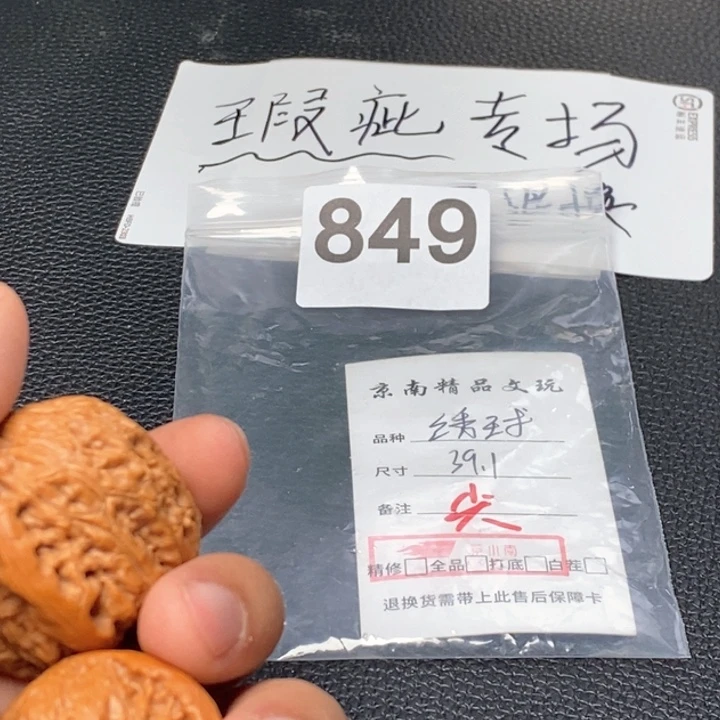 瑕疵专场
849
京南精品文玩
品种 绣球
尺寸 39.1
备注 尖
精修□全品□打底□白茬□
退换货需带上此售后保障卡
EXPRESS